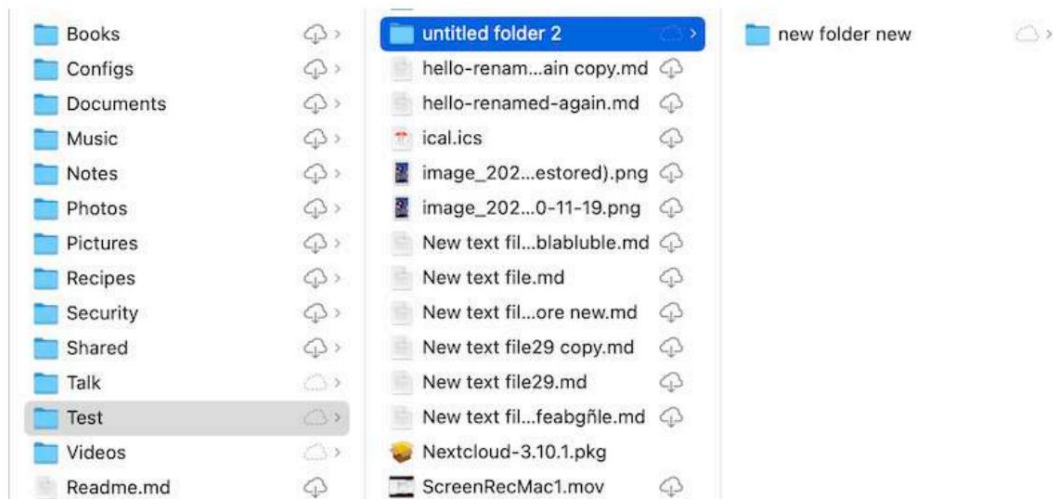 Books
Configs
Documents
Music
Notes
Photos
Pictures
Recipes
Security
Shared
Talk
Test
Videos
Readme.md
untitled folder 2
hello-renam...ain copy.md
hello-renamed-again.md
ical.ics
image_202...estored).png
image_202...0-11-19.png
New text fil...blabluble.md
New text file.md
New text fil...ore new.md
New text file29 copy.md
New text file29.md
New text fil...feabgñle.md
Nextcloud-3.10.1.pkg
ScreenRecMac1.mov
new folder new